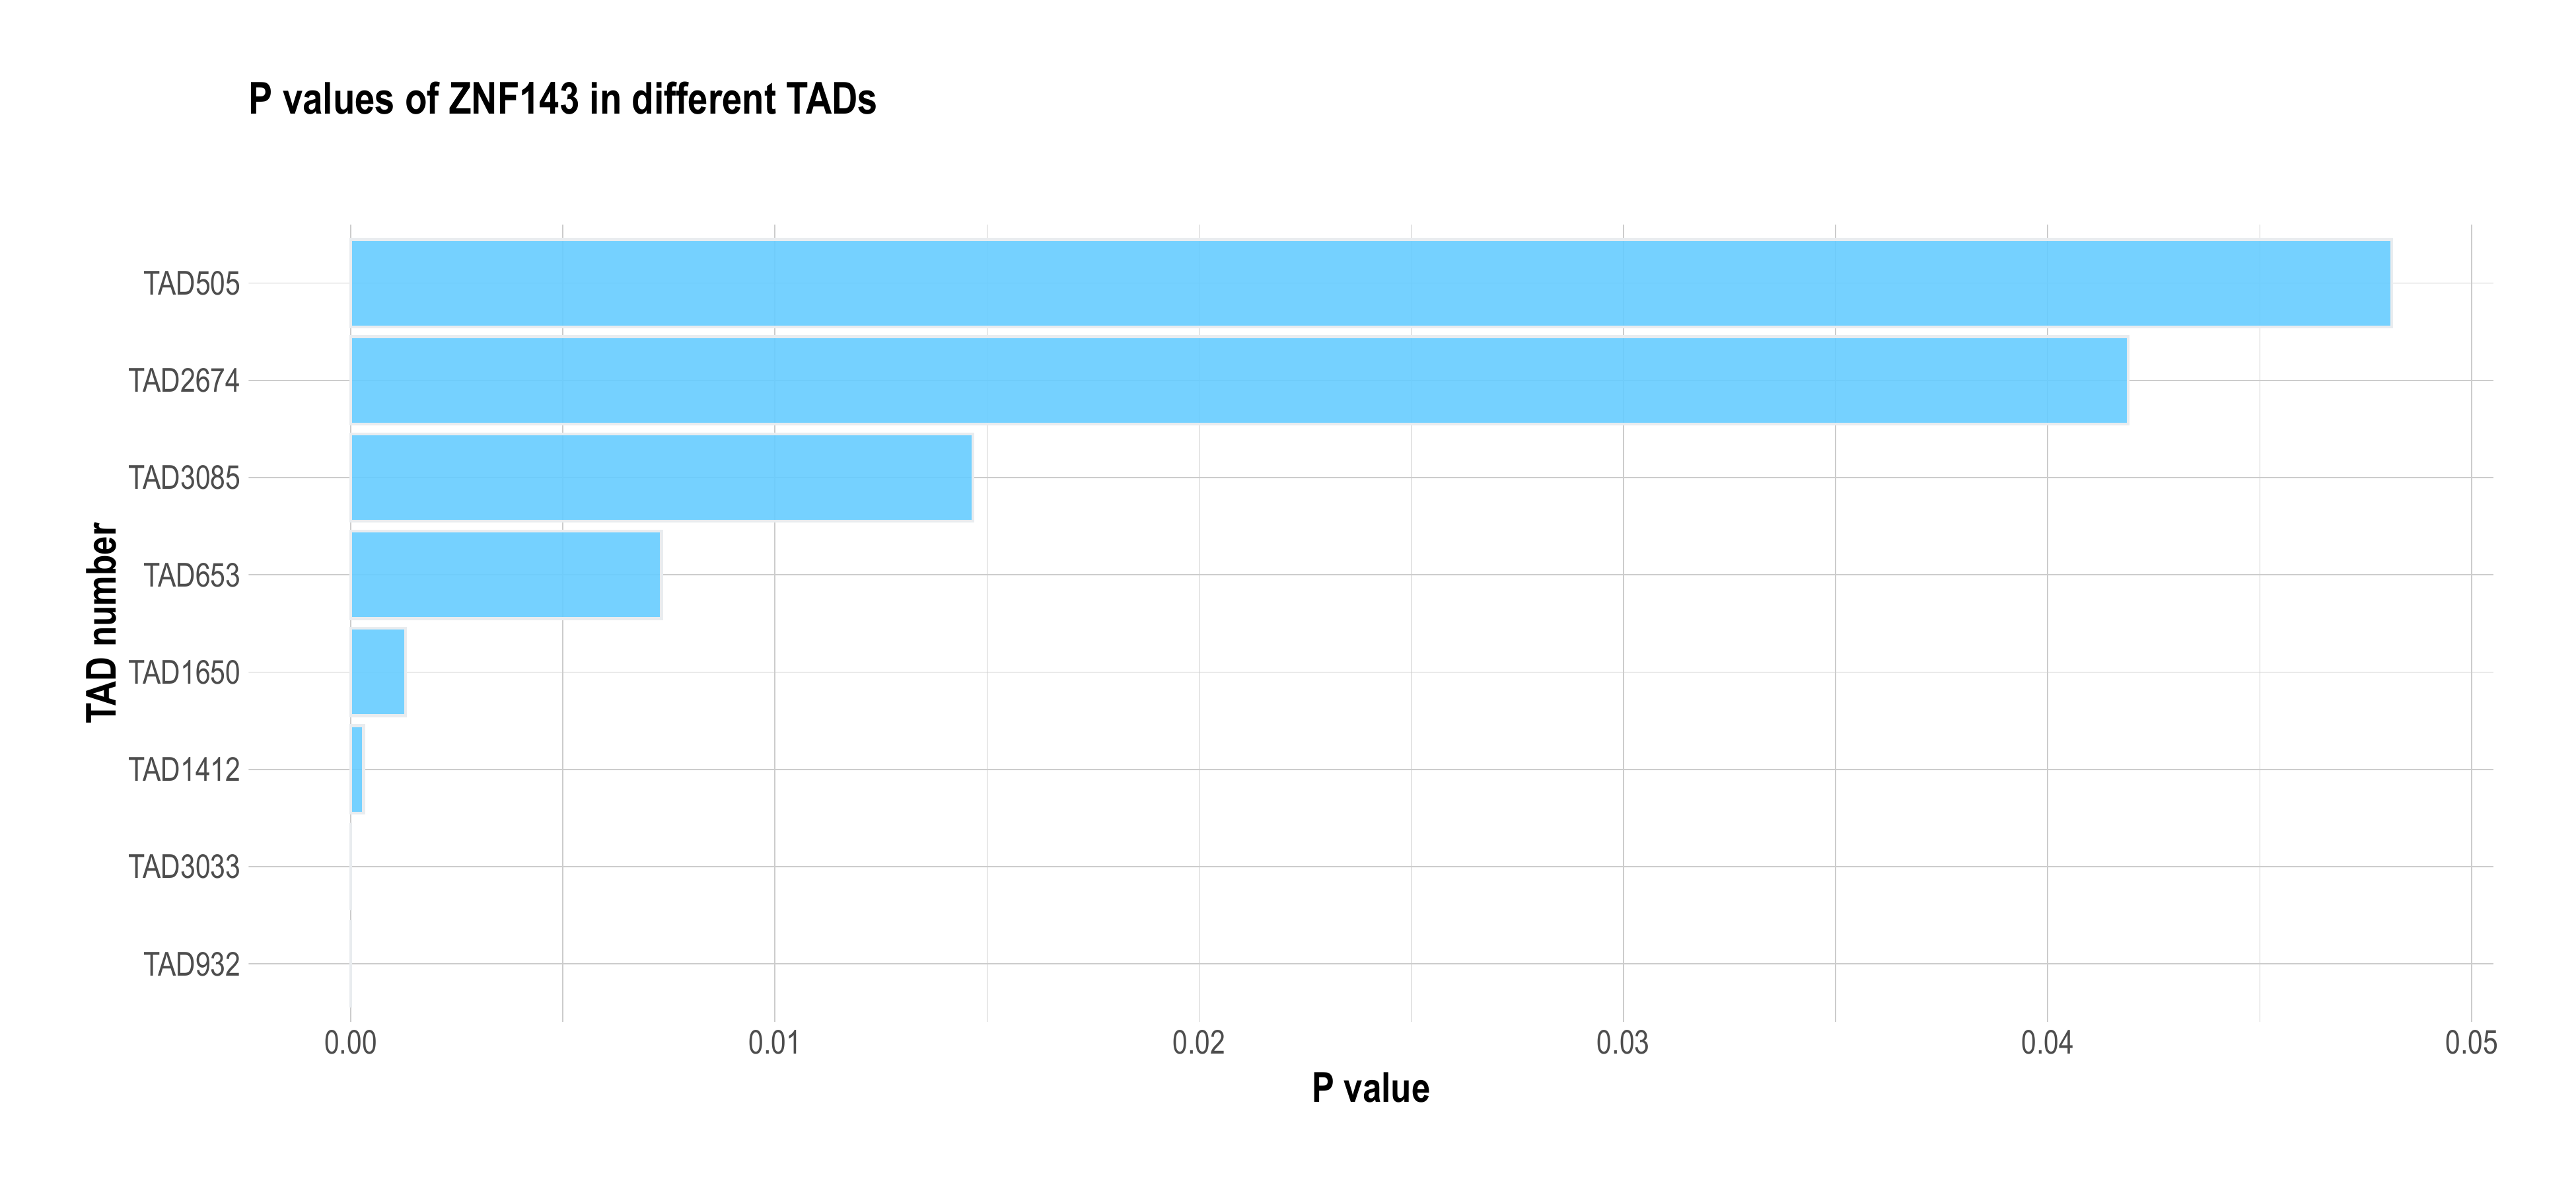 P values of ZNF143 in different TADs
TAD number
TAD505
TAD2674
TAD3085
TAD653
TAD1650
TAD1412
TAD3033
TAD932
0.00 0.01 0.02 0.03 0.04 0.05
P value